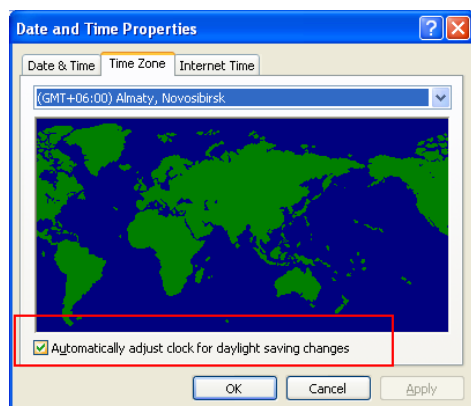 Date and Time Properties
Date & Time Time Zone Internet Time
(GMT+06:00) Almaty, Novosibirsk
Automatically adjust clock for daylight saving changes
OK Cancel Apply